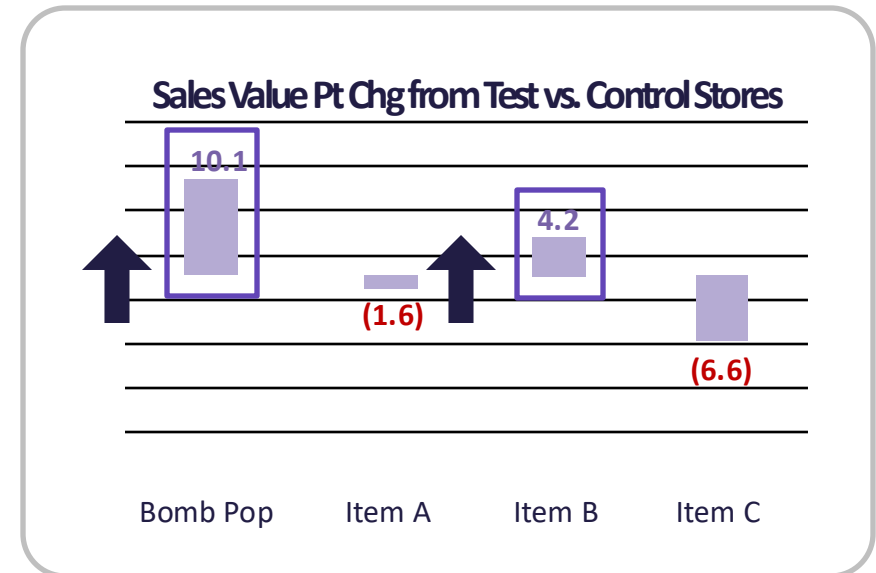 Sales Value Pt Chg from Test vs. Control Stores
10.1
4.2
(1.6)
(6.6)
Bomb Pop Item A Item B Item C